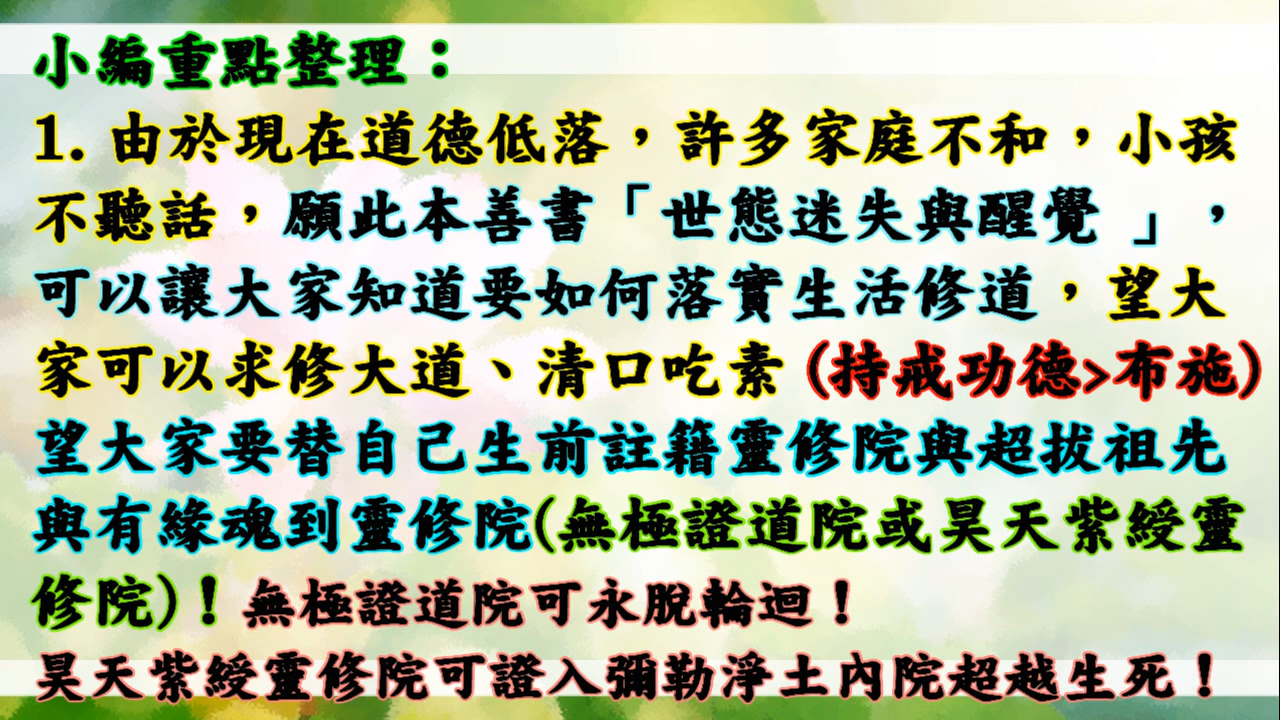 小編重點整理：
1. 由於現在道德低落，許多家庭不和，小孩
不聽話，願此本善書「世態迷失與醒覺 」，
可以讓大家知道要如何落實生活修道，望大
家可以求修大道、清口吃素 (持戒功德>布施)
望大家要替自己生前註籍靈修院與超拔祖先
與有緣魂到靈修院(無極證道院或昊天紫綬靈
修院)！無極證道院可永脫輪迴！
昊天紫綬靈修院可證入彌勒淨土內院超越生死！